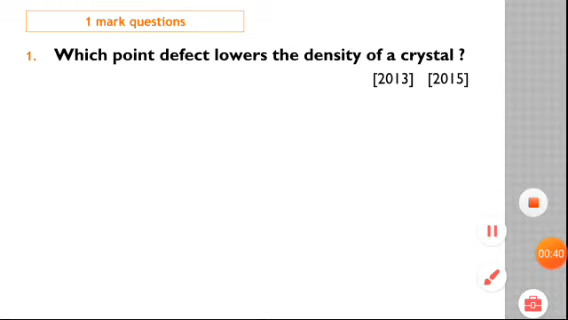 1 mark questions
1. Which point defect lowers the density of a crystal ?
[2013] [2015]
00:40